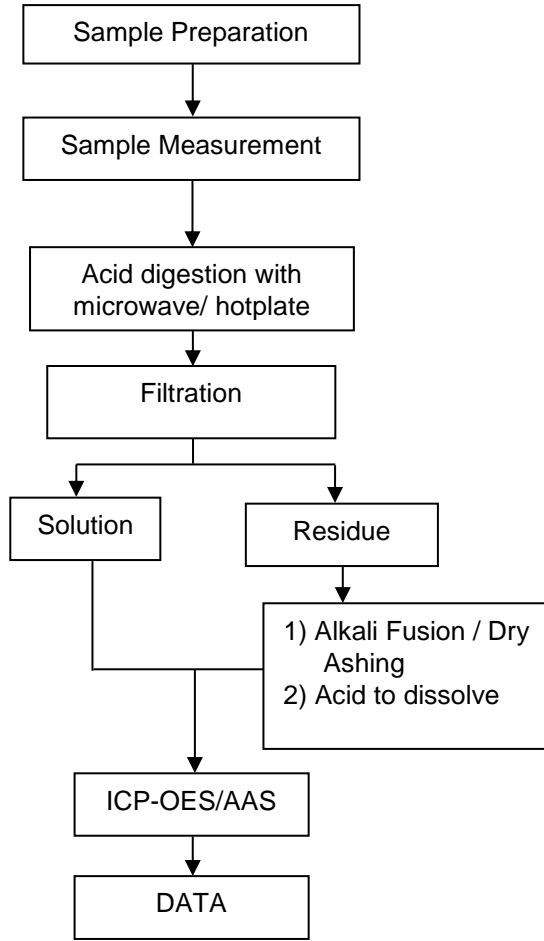 Sample Preparation
Sample Measurement
Acid digestion with
microwave/ hotplate
Filtration
Solution
Residue
1) Alkali Fusion / Dry
Ashing
2) Acid to dissolve
ICP-OES/AAS
DATA